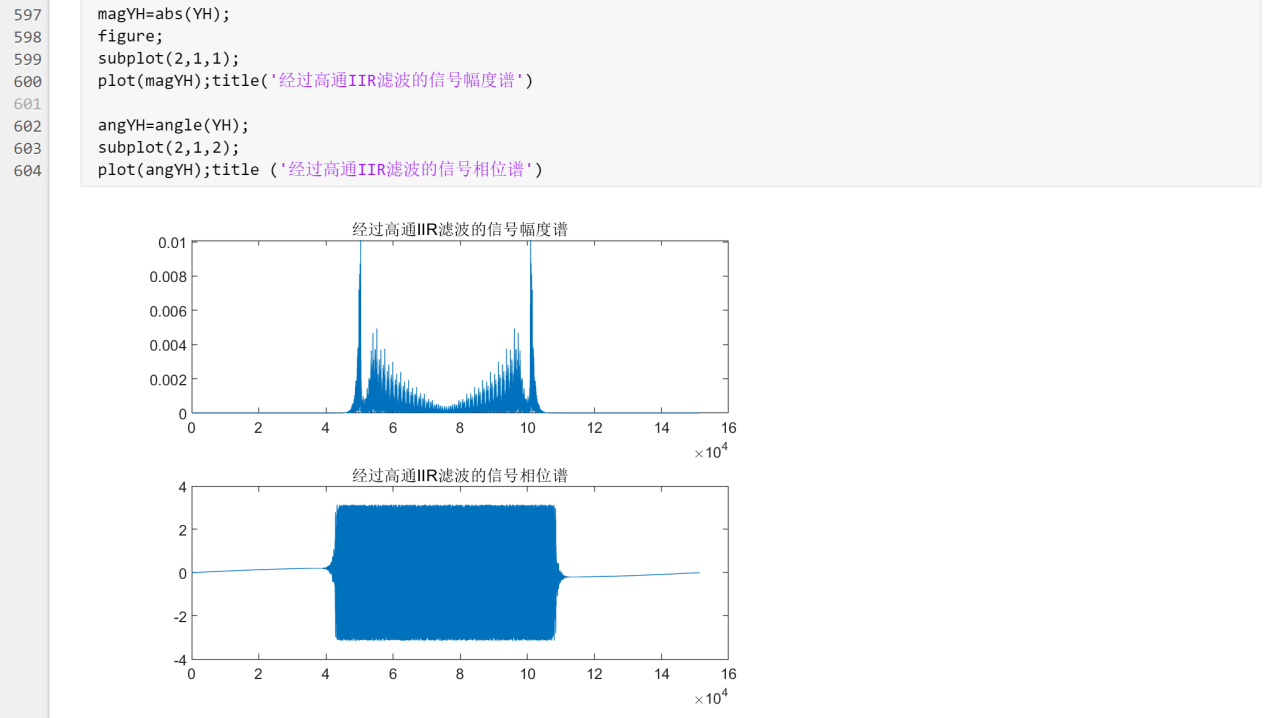 597 magYH=abs(YH);
598 figure;
599 subplot(2,1,1);
600 plot(magYH);title('经过高通IIR滤波的信号幅度谱')
601
602 angYH=angle(YH);
603 subplot(2,1,2);
604 plot(angYH);title ('经过高通IIR滤波的信号相位谱')
经过高通IIR滤波的信号幅度谱
0.01
0.008
0.006
0.004
0.002
0
0 2 4 6 8 10 12 14 16
×10⁴
经过高通IIR滤波的信号相位谱
4
2
0
-2
-4
0 2 4 6 8 10 12 14 16
×10⁴